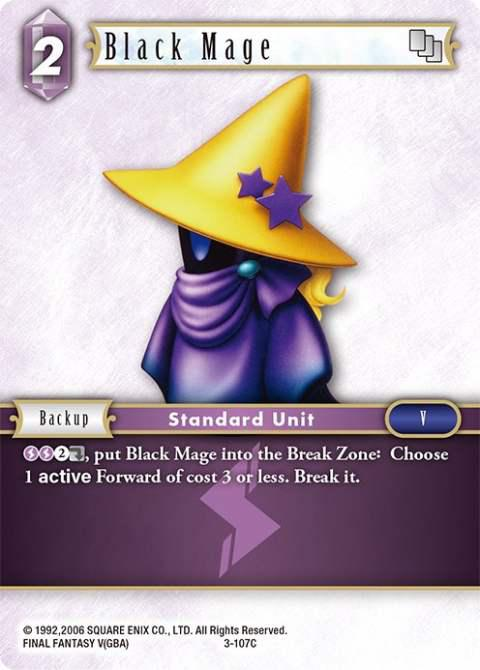 2
Black Mage
Backup
Standard Unit
V
2, put Black Mage into the Break Zone: Choose
1 active Forward of cost 3 or less. Break it.
© 1992,2006 SQUARE ENIX CO., LTD. All Rights Reserved.
FINAL FANTASY V(GBA)
3-107C